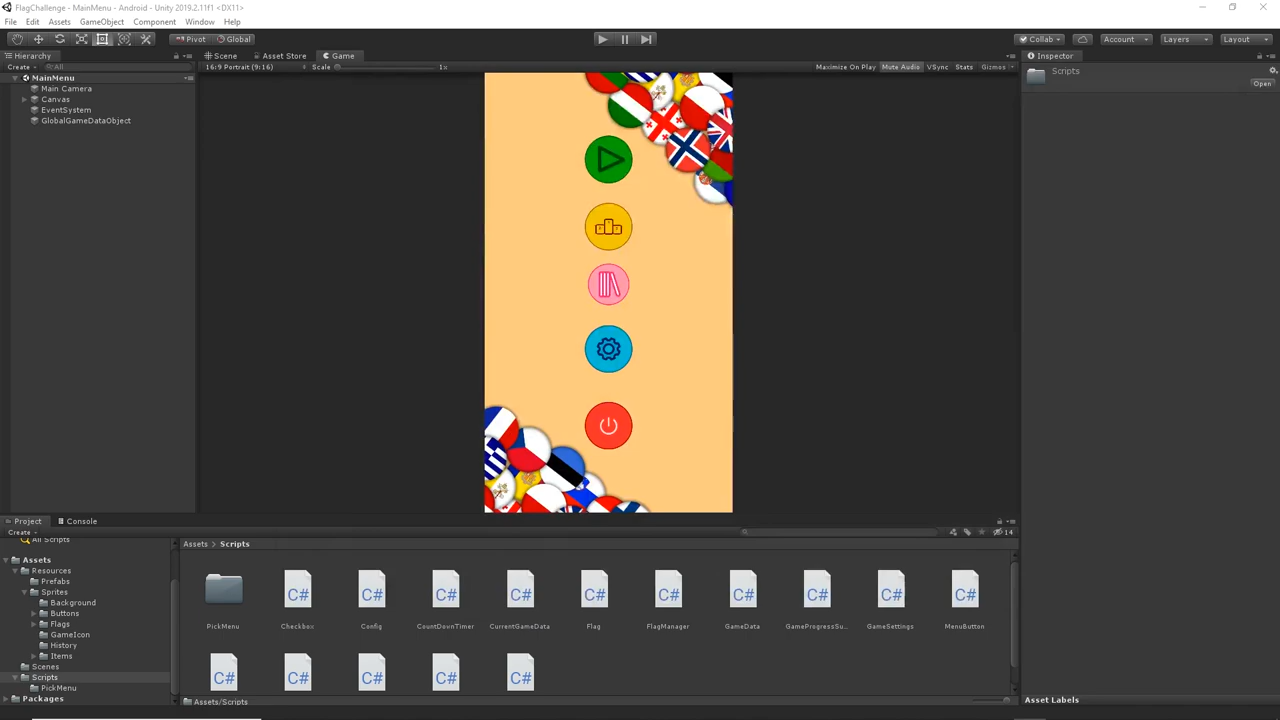 FlagChallenge - MainMenu - Android - Unity 2019.2.11f1 <DX11>
File Edit Assets GameObject Component Window Help
Pivot Global Collab Account Layers Layout
Hierarchy Scene Asset Store Game Inspector
Create All 16:9 Portrait (9:16) Scale 1x Maximize On Play Mute Audio VSync Stats Gizmos Scripts
MainMenu Open
Main Camera
Canvas
EventSystem
GlobalGameDataObject
Project Console
Create 14
All Scripts Assets > Scripts
Assets
Resources
Prefabs
Sprites
Background
Buttons
Flags
GameIcon
History
Items
Scenes
Scripts
PickMenu
Packages
C# C# C# C# C# C# C# C# C# C#
PickMenu Checkbox Config CountDownTimer CurrentGameData Flag FlagManager GameData GameProgressSu... GameSettings MenuButton
C# C# C# C# C#
Assets/Scripts Asset Labels